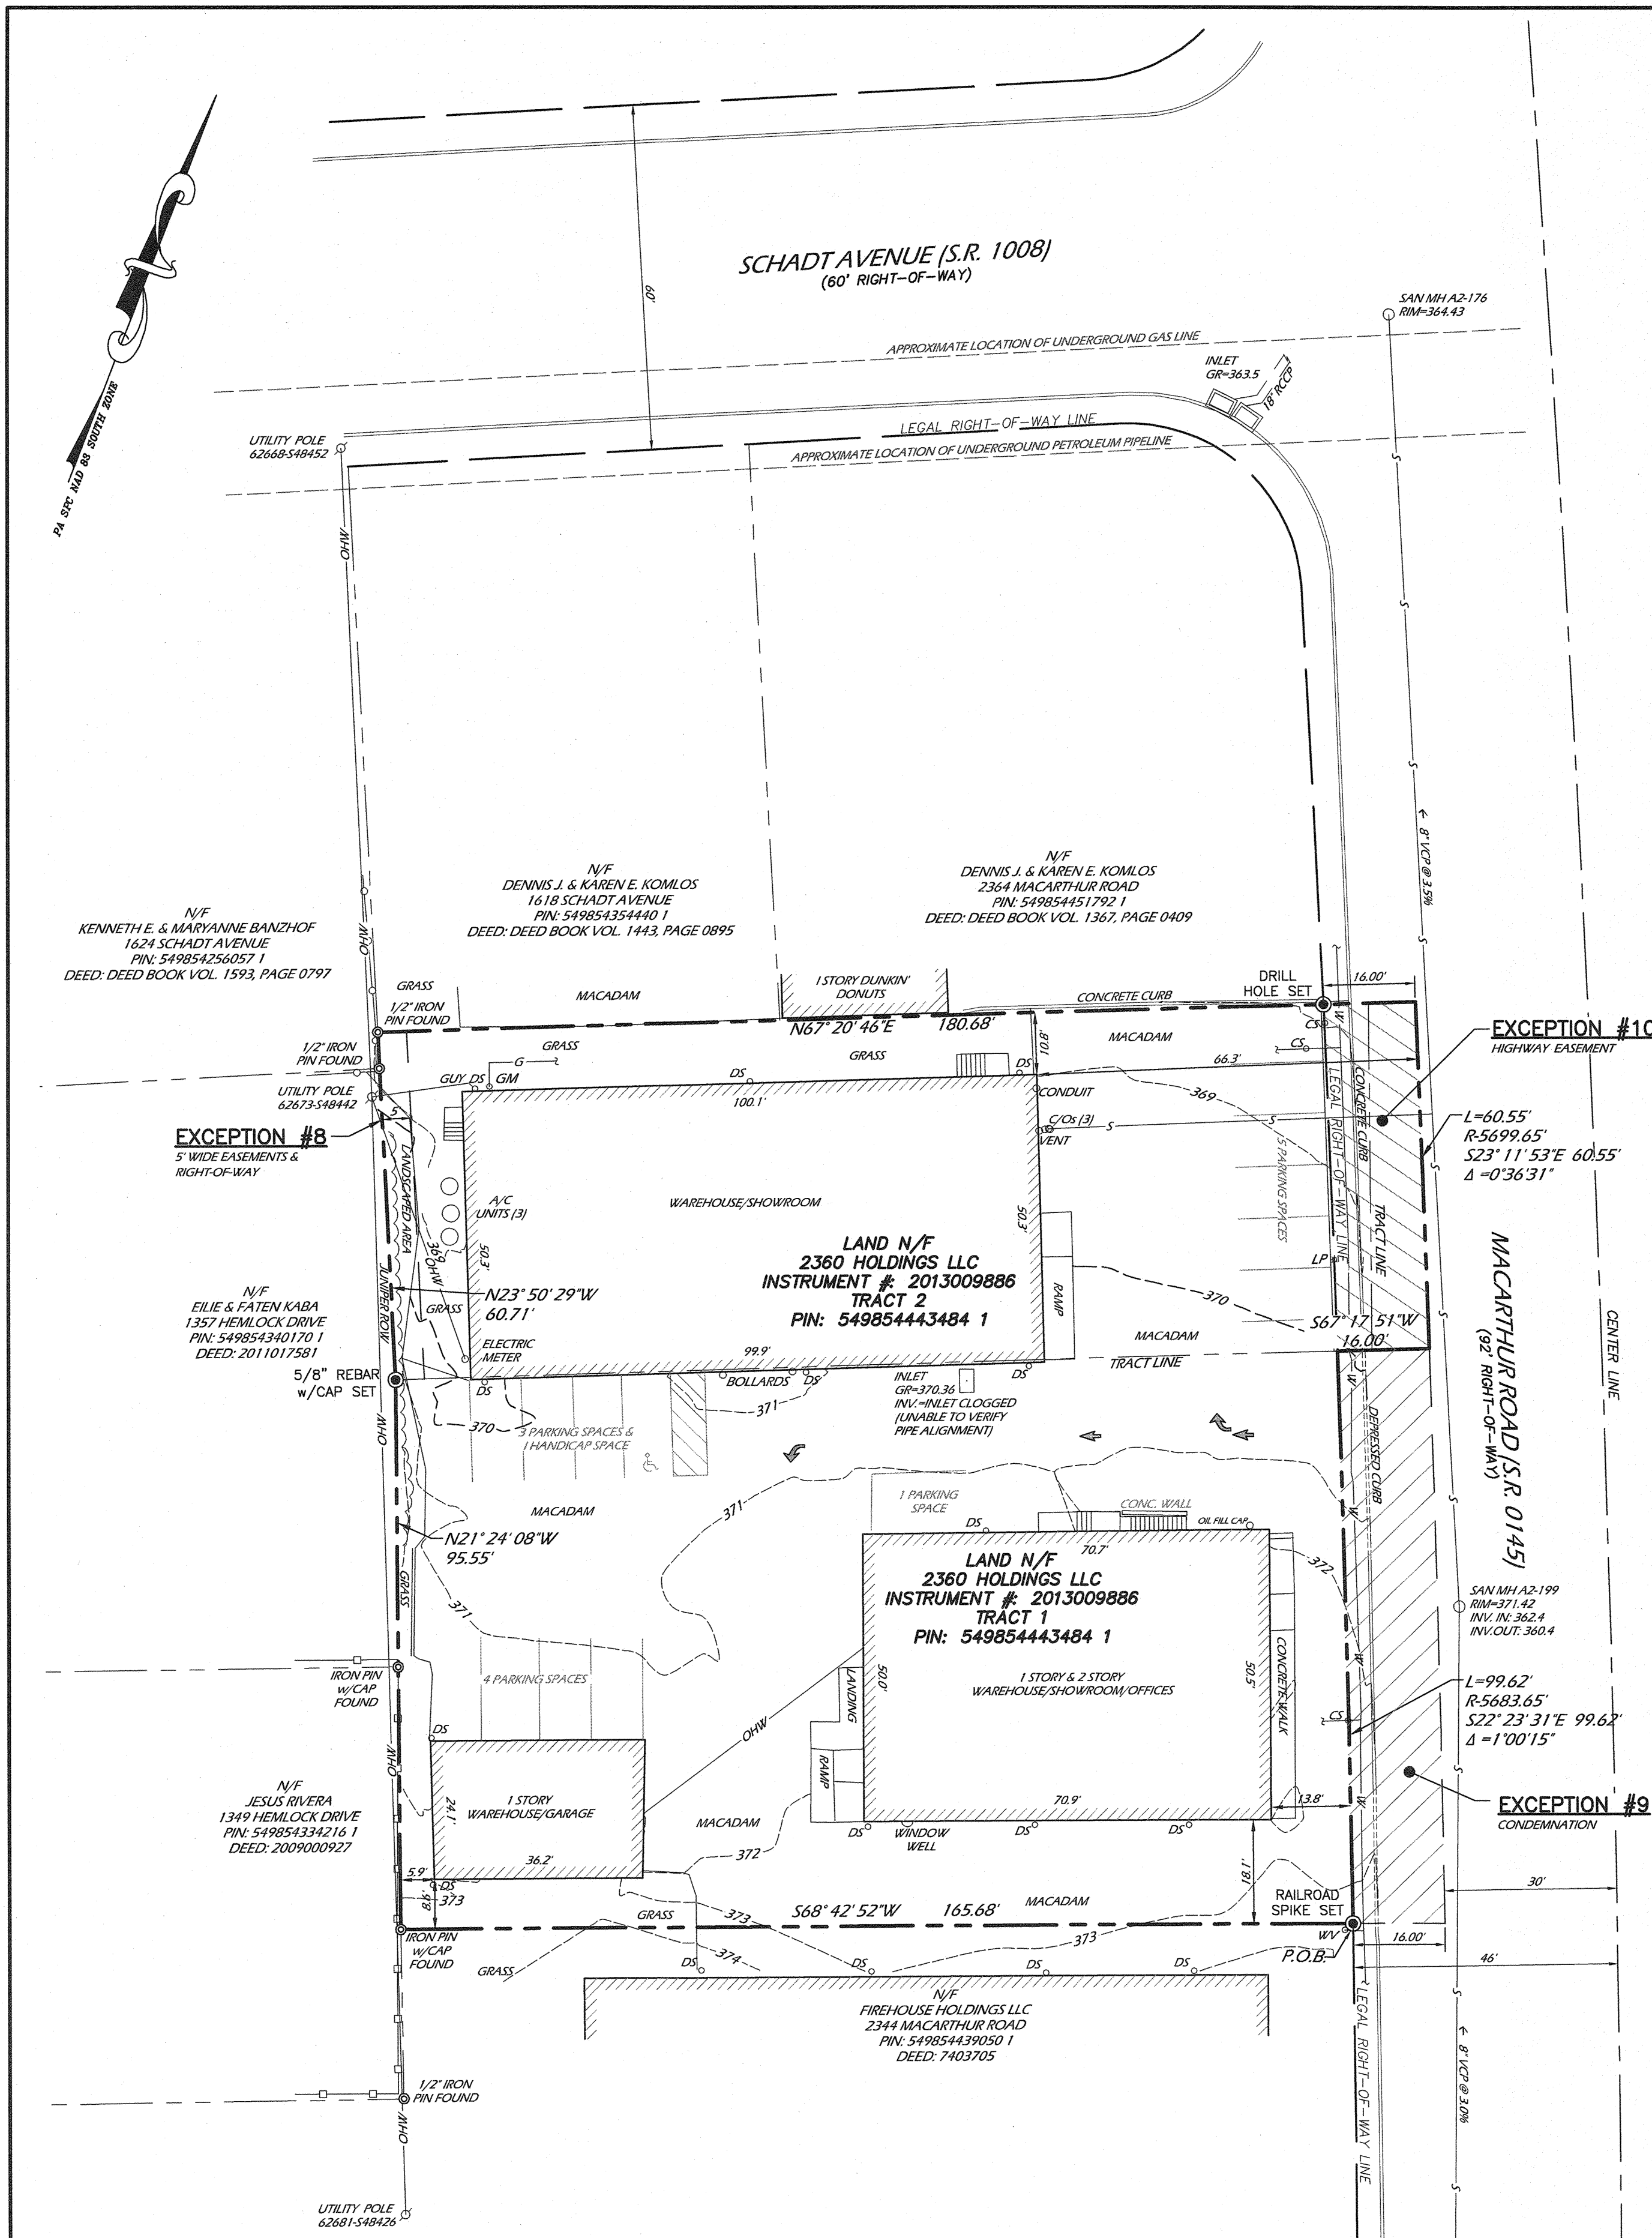 SCHADT AVENUE (S.R. 1008)
(60' RIGHT-OF-WAY)
60'
PA SPC NAD 83 SOUTH ZONE
SAN MH A2-176
RIM=364.43
APPROXIMATE LOCATION OF UNDERGROUND GAS LINE
INLET
GR=363.5
18" RCCP
UTILITY POLE
62668-S48452
LEGAL RIGHT-OF-WAY LINE
APPROXIMATE LOCATION OF UNDERGROUND PETROLEUM PIPELINE
OHW
S
S
S
8" VCP @ 3.5%
N/F
KENNETH E. & MARYANNE BANZHOF
1624 SCHADT AVENUE
PIN: 549854256057 1
DEED: DEED BOOK VOL. 1593, PAGE 0797
N/F
DENNIS J. & KAREN E. KOMLOS
1618 SCHADT AVENUE
PIN: 549854354440 1
DEED: DEED BOOK VOL. 1443, PAGE 0895
N/F
DENNIS J. & KAREN E. KOMLOS
2364 MACARTHUR ROAD
PIN: 549854451792 1
DEED: DEED BOOK VOL. 1367, PAGE 0409
OHW
GRASS
1/2" IRON
PIN FOUND
MACADAM
1 STORY DUNKIN'
DONUTS
CONCRETE CURB
DRILL
HOLE SET
16.00'
N67° 20' 46"E 180.68'
1/2" IRON
PIN FOUND
GRASS
GRASS
10.8'
MACADAM
66.3'
W
CS
CS
EXCEPTION #10
HIGHWAY EASEMENT
UTILITY POLE
62673-S48442
GUY
DS
GM
G
DS
DS
100.1'
CONDUIT
C/Os (3)
VENT
S
S
369
EXCEPTION #8
5' WIDE EASEMENTS &
RIGHT-OF-WAY
5'
LANDSCAPED AREA
JUNIPER ROW
A/C
UNITS (3)
WAREHOUSE/SHOWROOM
50.3'
50.3'
369
OHW
GRASS
LEGAL RIGHT-OF-WAY LINE
CONCRETE CURB
TRACT LINE
5 PARKING SPACES
L=60.55'
R-5699.65'
S23° 11' 53"E 60.55'
Δ =0°36'31"
LAND N/F
2360 HOLDINGS LLC
INSTRUMENT #: 2013009886
TRACT 2
PIN: 549854443484 1
MACARTHUR ROAD (S.R. 0145)
(92' RIGHT-OF-WAY)
CENTER LINE
N/F
EILIE & FATEN KABA
1357 HEMLOCK DRIVE
PIN: 549854340170 1
DEED: 2011017581
N23° 50' 29"W
60.71'
ELECTRIC
METER
RAMP
LP
370
S67° 17' 51"W
16.00'
MACADAM
TRACT LINE
99.9'
5/8" REBAR
w/CAP SET
DS
BOLLARDS
DS
DS
INLET
GR=370.36
INV.=INLET CLOGGED
(UNABLE TO VERIFY
PIPE ALIGNMENT)
371
370
3 PARKING SPACES &
1 HANDICAP SPACE
OHW
W
DEPRESSED CURB
MACADAM
371
1 PARKING
SPACE
CONC. WALL
DS
OIL FILL CAP
70.7'
372
W
N21° 24' 08"W
95.55'
GRASS
371
LAND N/F
2360 HOLDINGS LLC
INSTRUMENT #: 2013009886
TRACT 1
PIN: 549854443484 1
SAN MH A2-199
RIM=371.42
INV. IN: 362.4
INV.OUT: 360.4
IRON PIN
w/CAP
FOUND
4 PARKING SPACES
1 STORY & 2 STORY
WAREHOUSE/SHOWROOM/OFFICES
50.0'
50.5'
LANDING
RAMP
CONCRETE WALK
W
CS
L=99.62'
R-5683.65'
S22° 23' 31"E 99.62'
Δ =1°00'15"
DS
OHW
OHW
N/F
JESUS RIVERA
1349 HEMLOCK DRIVE
PIN: 549854334216 1
DEED: 2009000927
1 STORY
WAREHOUSE/GARAGE
24.1'
36.2'
MACADAM
70.9'
13.8'
W
EXCEPTION #9
CONDEMNATION
DS
WINDOW
WELL
DS
DS
372
5.9'
DS
373
9.8'
18.1'
30'
GRASS
S68° 42' 52"W 165.68'
373
MACADAM
RAILROAD
SPIKE SET
WV
P.O.B.
16.00'
46'
IRON PIN
w/CAP
FOUND
GRASS
374
373
DS
DS
DS
DS
N/F
FIREHOUSE HOLDINGS LLC
2344 MACARTHUR ROAD
PIN: 549854439050 1
DEED: 7403705
LEGAL RIGHT-OF-WAY LINE
8" VCP @ 3.0%
S
S
1/2" IRON
PIN FOUND
OHW
UTILITY POLE
62681-S48426